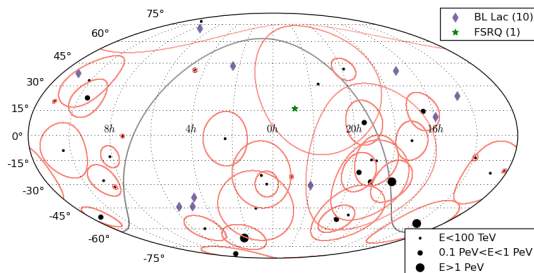 75°
60°
45°
30°
15°
0°
-15°
-30°
-45°
-60°
-75°
8h
4h
0h
20h
16h
BL Lac (10)
FSRQ (1)
E<100 TeV
0.1 PeV<E<1 PeV
E>1 PeV